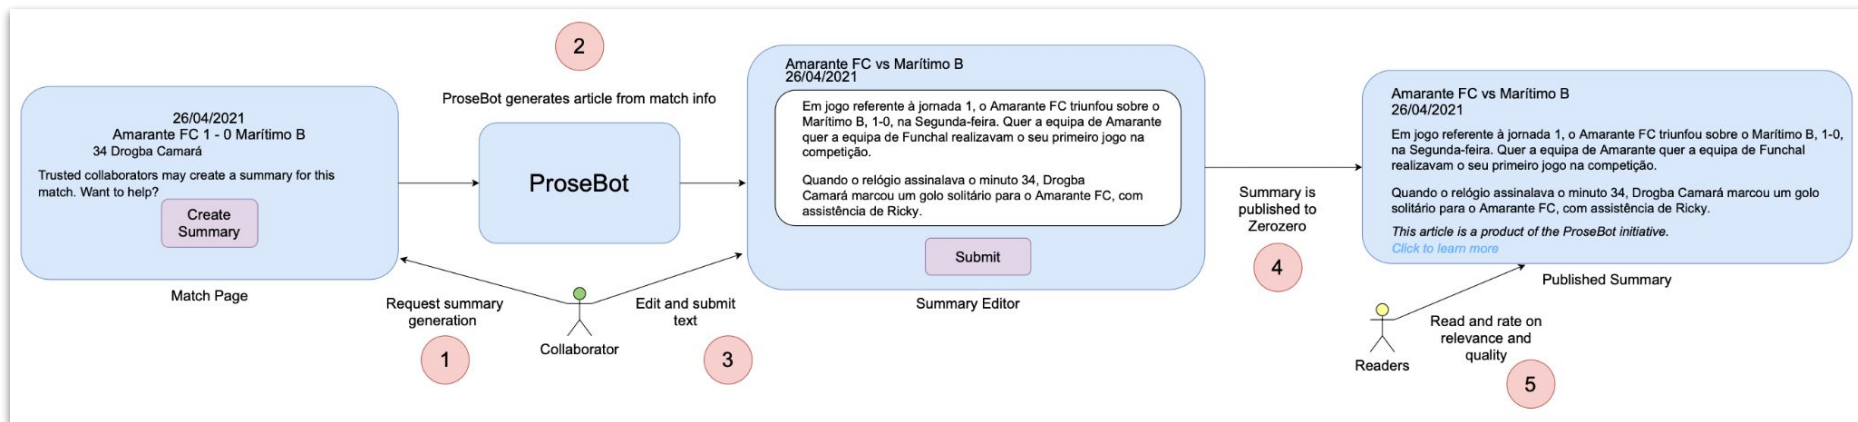 26/04/2021
Amarante FC 1 - 0 Marítimo B
34 Drogba Camará
Trusted collaborators may create a summary for this
match. Want to help?
Create
Summary
Match Page
Request summary
generation
1
2
ProseBot generates article from match info
ProseBot
Collaborator
Edit and submit
text
3
Amarante FC vs Marítimo B
26/04/2021
Em jogo referente à jornada 1, o Amarante FC triunfou sobre o
Marítimo B, 1-0, na Segunda-feira. Quer a equipa de Amarante
quer a equipa de Funchal realizavam o seu primeiro jogo na
competição.
Quando o relógio assinalava o minuto 34, Drogba
Camará marcou um golo solitário para o Amarante FC, com
assistência de Ricky.
Submit
Summary Editor
Summary is
published to
Zerozero
4
Amarante FC vs Marítimo B
26/04/2021
Em jogo referente à jornada 1, o Amarante FC triunfou sobre o Marítimo B, 1-0,
na Segunda-feira. Quer a equipa de Amarante quer a equipa de Funchal
realizavam o seu primeiro jogo na competição.
Quando o relógio assinalava o minuto 34, Drogba Camará marcou um golo
solitário para o Amarante FC, com assistência de Ricky.
This article is a product of the ProseBot initiative.
Click to learn more
Published Summary
Readers
Read and rate on
relevance and
quality
5